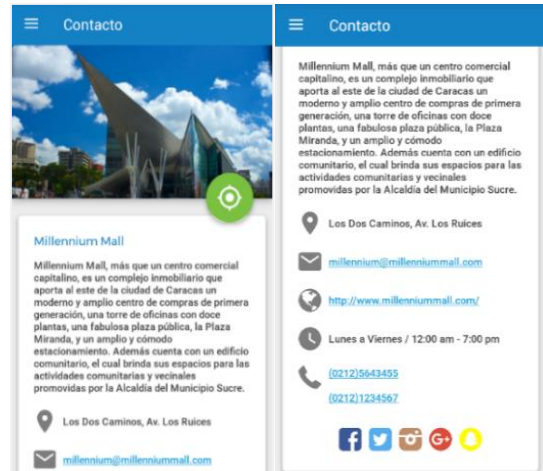 Contacto
Millennium Mall
Millennium Mall, más que un centro comercial
capitalino, es un complejo inmobiliario que
aporta al este de la ciudad de Caracas un
moderno y amplio centro de compras de primera
generación, una torre de oficinas con doce
plantas, una fabulosa plaza pública, la Plaza
Miranda, y un amplio y cómodo
estacionamiento. Además cuenta con un edificio
comunitario, el cual brinda sus espacios para las
actividades comunitarias y vecinales
promovidas por la Alcaldía del Municipio Sucre.
Los Dos Caminos, Av. Los Ruices
millennium@millenniummall.com
Contacto
Millennium Mall, más que un centro comercial
capitalino, es un complejo inmobiliario que
aporta al este de la ciudad de Caracas un
moderno y amplio centro de compras de primera
generación, una torre de oficinas con doce
plantas, una fabulosa plaza pública, la Plaza
Miranda, y un amplio y cómodo
estacionamiento. Además cuenta con un edificio
comunitario, el cual brinda sus espacios para las
actividades comunitarias y vecinales
promovidas por la Alcaldía del Municipio Sucre.
Los Dos Caminos, Av. Los Ruices
millennium@millenniummall.com
http://www.millenniummall.com/
Lunes a Viernes / 12:00 am - 7:00 pm
(0212)5643455
(0212)1234567